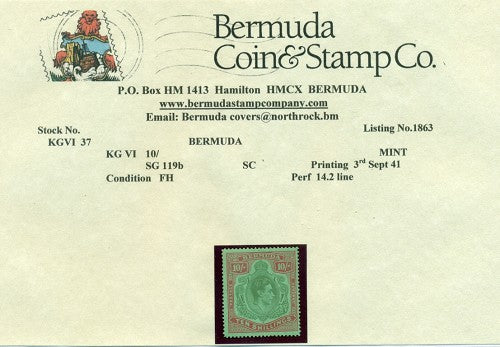 Bermuda
Coin&Stamp Co.
P.O. Box HM 1413 Hamilton HMCX BERMUDA
www.bermudastampcompany.com
Email: Bermuda covers@northrock.bm
Stock No. Listing No.1863
KGVI 37 BERMUDA
KG VI 10/ MINT
SG 119b SC Printing 3rd Sept 41
Condition FH Perf 14.2 line
BERMUDA
10/- 10/-
TEN SHILLINGS